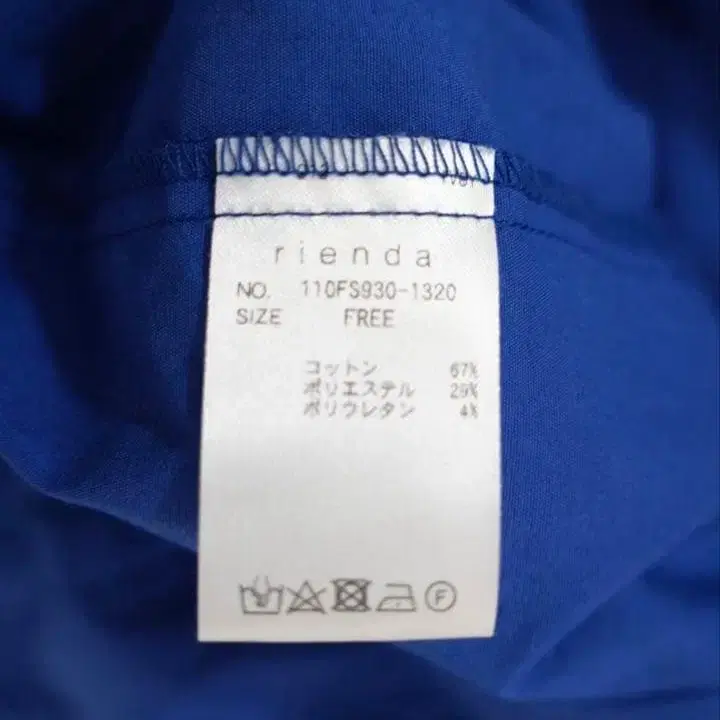 rienda
NO. 110FS930-1320
SIZE FREE
コットン 67%
ポリエステル 29%
ポリウレタン 4%
F